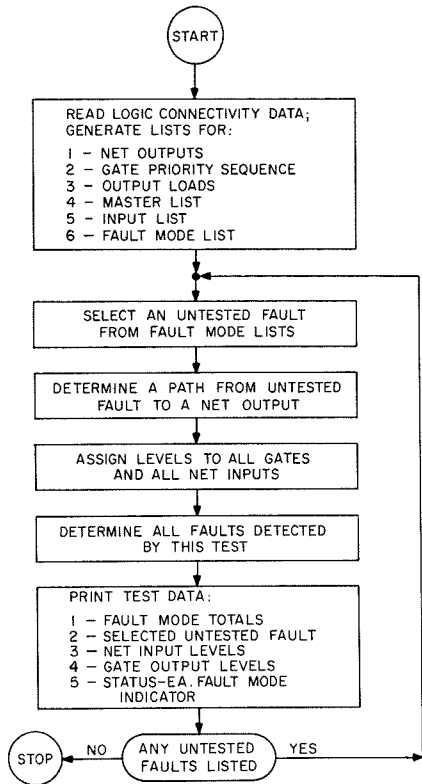 START
READ LOGIC CONNECTIVITY DATA;
GENERATE LISTS FOR:
1 - NET OUTPUTS
2 - GATE PRIORITY SEQUENCE
3 - OUTPUT LOADS
4 - MASTER LIST
5 - INPUT LIST
6 - FAULT MODE LIST
SELECT AN UNTESTED FAULT
FROM FAULT MODE LISTS
DETERMINE A PATH FROM UNTESTED
FAULT TO A NET OUTPUT
ASSIGN LEVELS TO ALL GATES
AND ALL NET INPUTS
DETERMINE ALL FAULTS DETECTED
BY THIS TEST
PRINT TEST DATA:
1 - FAULT MODE TOTALS
2 - SELECTED UNTESTED FAULT
3 - NET INPUT LEVELS
4 - GATE OUTPUT LEVELS
5 - STATUS-EA. FAULT MODE
INDICATOR
STOP
NO
ANY UNTESTED
FAULTS LISTED
YES